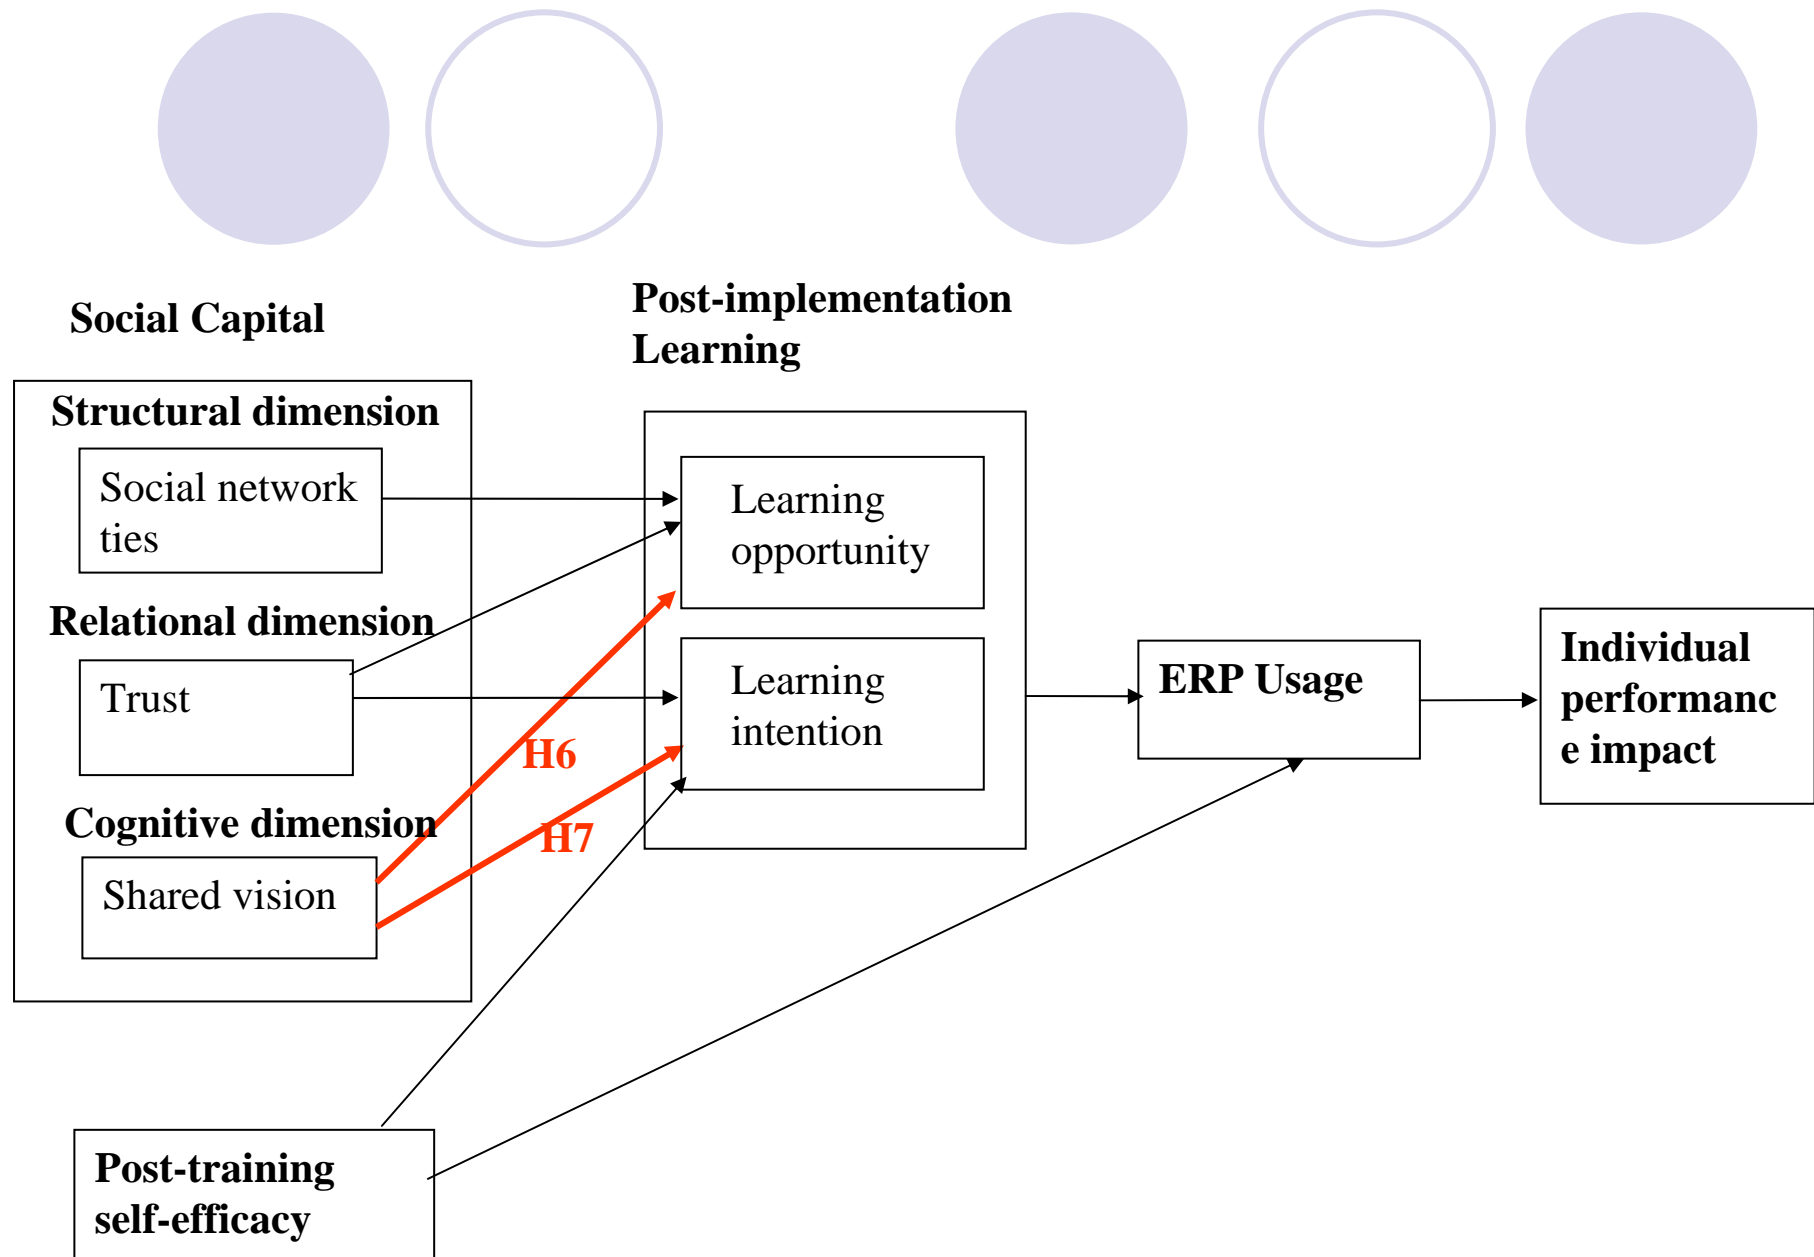 Social Capital
Post-implementation
Learning
Structural dimension
Social network
ties
Relational dimension
Trust
Cognitive dimension
Shared vision
Learning
opportunity
Learning
intention
H6
H7
ERP Usage
Individual
performanc
e impact
Post-training
self-efficacy